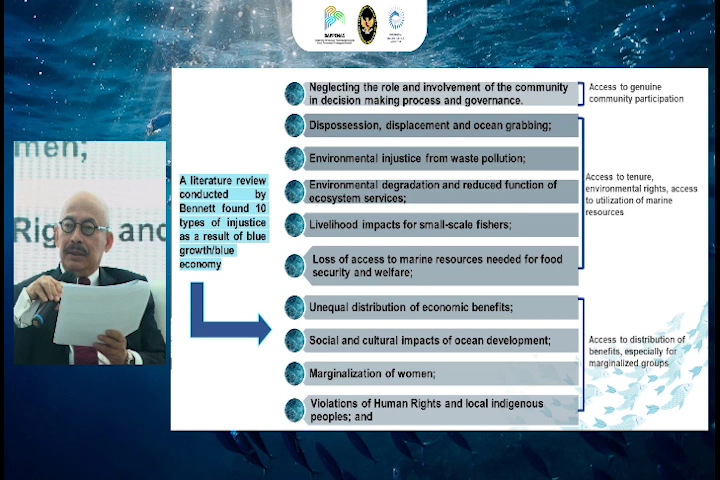 BAPPENAS
men;
Rig and
A literature review
conducted by
Bennett found 10
types of injustice
as a result of blue
growth/blue
economy
Neglecting the role and involvement of the community
in decision making process and governance.
Dispossession, displacement and ocean grabbing;
Environmental injustice from waste pollution;
Environmental degradation and reduced function of
ecosystem services;
Livelihood impacts for small-scale fishers;
Loss of access to marine resources needed for food
security and welfare;
Unequal distribution of economic benefits;
Social and cultural impacts of ocean development;
Marginalization of women;
Violations of Human Rights and local indigenous
peoples; and
Access to genuine
community participation
Access to tenure,
environmental rights, access
to utilization of marine
resources
Access to distribution of
benefits, especially for
marginalized groups